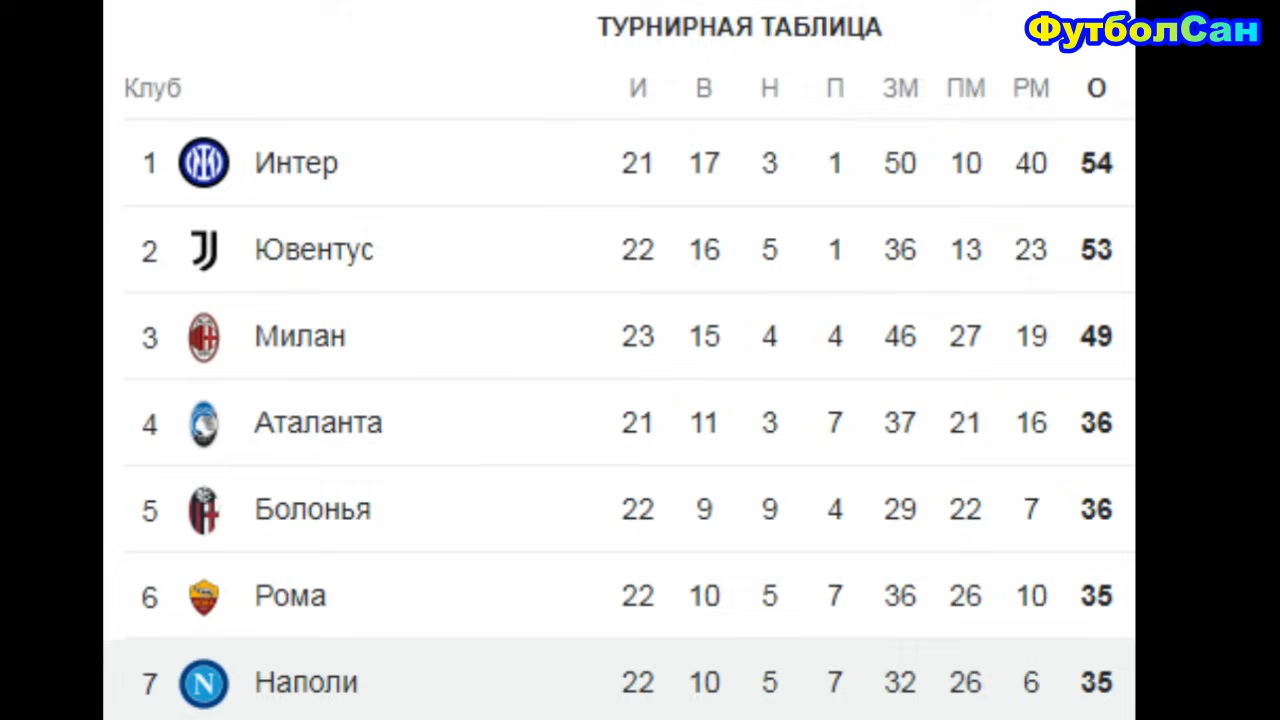 ТУРНИРНАЯ ТАБЛИЦА
ФутболСан
Клуб И В Н П ЗМ ПМ РМ О
1 Интер 21 17 3 1 50 10 40 54
2 Ювентус 22 16 5 1 36 13 23 53
3 Милан 23 15 4 4 46 27 19 49
4 Аталанта 21 11 3 7 37 21 16 36
5 Болонья 22 9 9 4 29 22 7 36
6 Рома 22 10 5 7 36 26 10 35
7 N Наполи 22 10 5 7 32 26 6 35